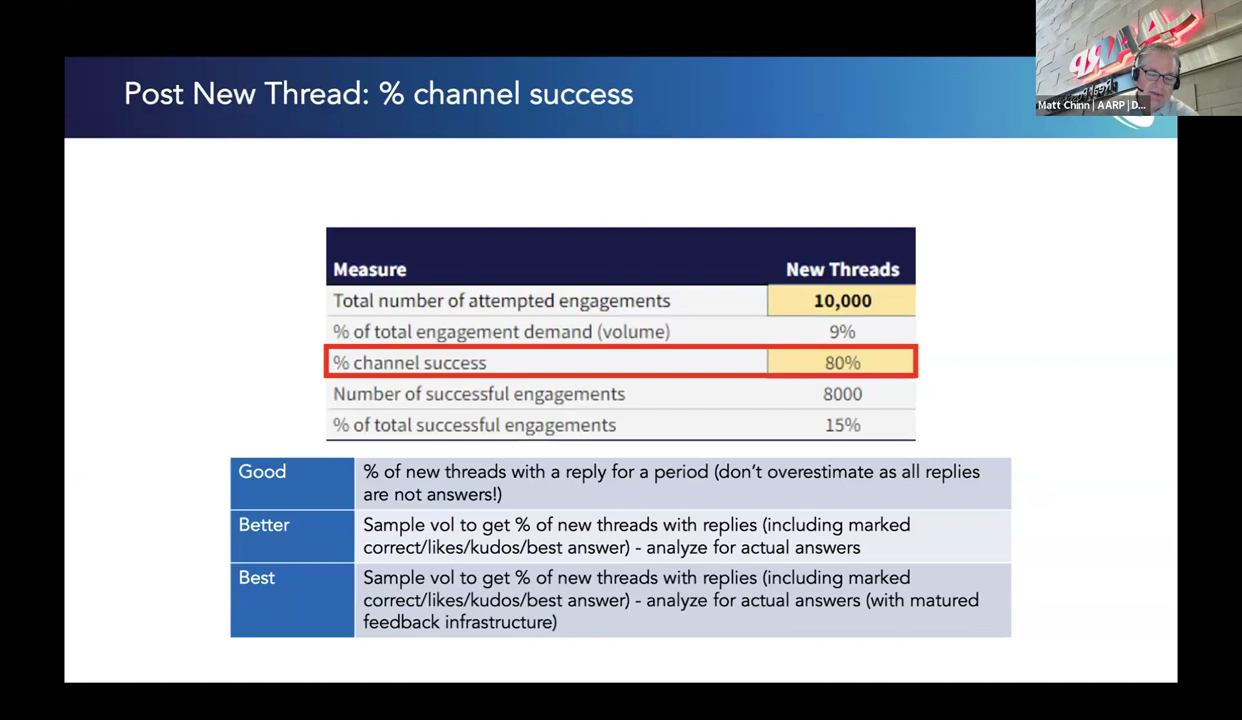 Post New Thread: % channel success
AARP
Matt Chinn | AARP | D...
Measure New Threads
Total number of attempted engagements 10,000
% of total engagement demand (volume) 9%
% channel success 80%
Number of successful engagements 8000
% of total successful engagements 15%
Good % of new threads with a reply for a period (don't overestimate as all replies
are not answers!)
Better Sample vol to get % of new threads with replies (including marked
correct/likes/kudos/best answer) - analyze for actual answers
Best Sample vol to get % of new threads with replies (including marked
correct/likes/kudos/best answer) - analyze for actual answers (with matured
feedback infrastructure)